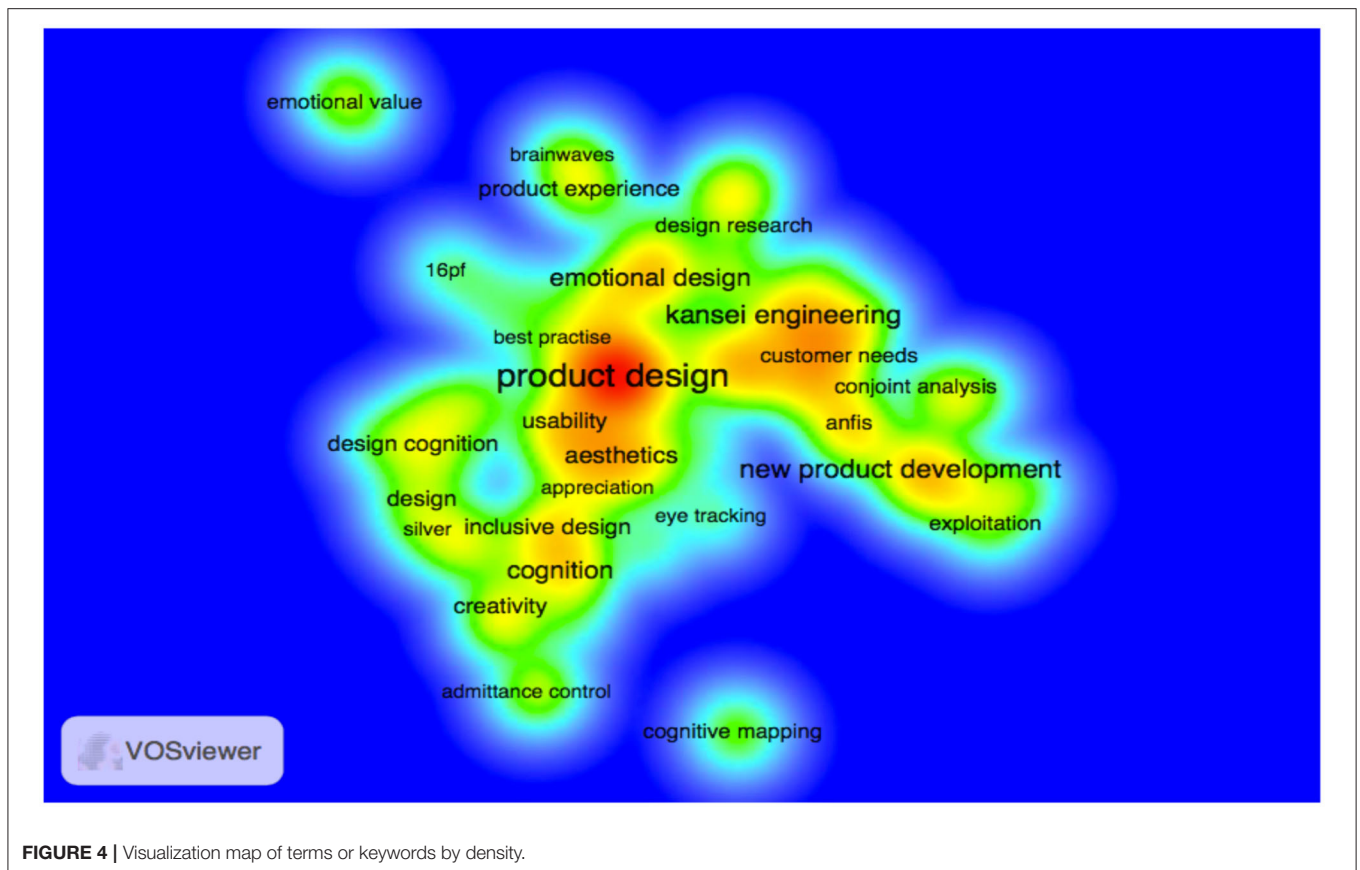 emotional value
brainwaves
product experience
design research
16pf
emotional design
kansei engineering
best practise
customer needs
product design
conjoint analysis
usability
anfis
design cognition
aesthetics
new product development
appreciation
design
eye tracking
silver
inclusive design
exploitation
cognition
creativity
admittance control
cognitive mapping
VOSviewer
FIGURE 4 | Visualization map of terms or keywords by density.